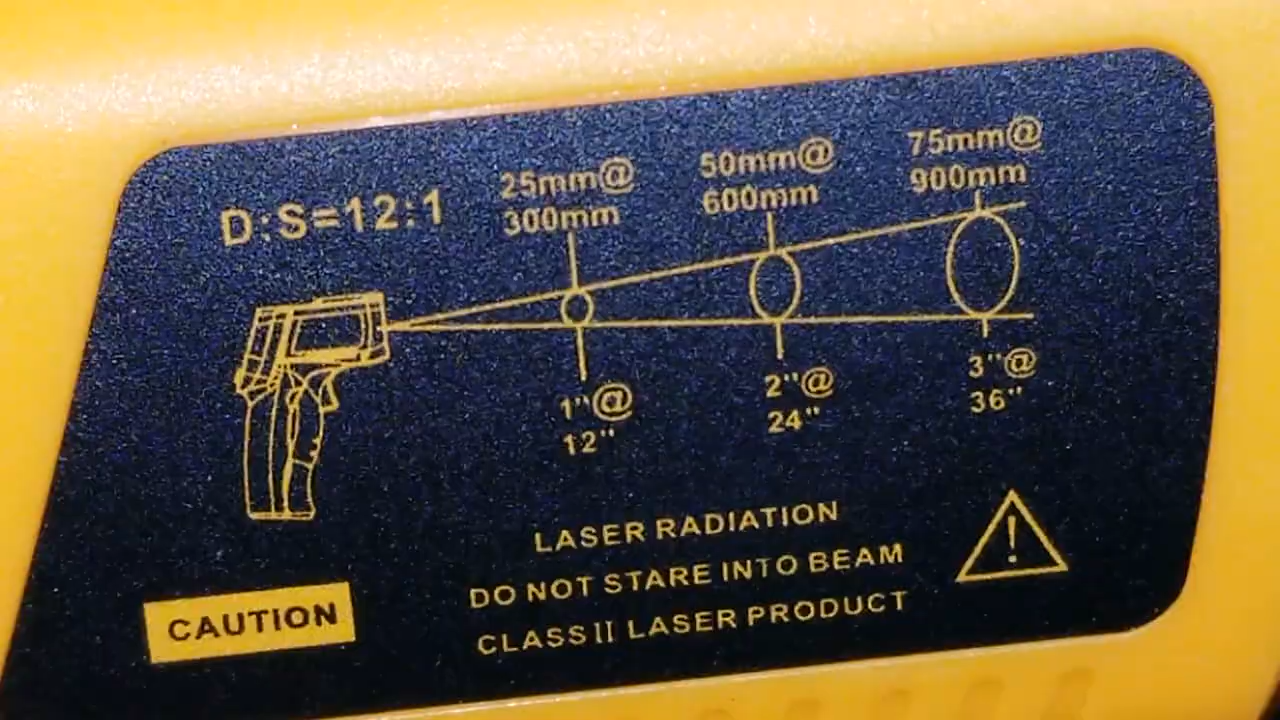 D:S=12:1
25mm@
300mm
50mm@
600mm
75mm@
900mm
1"@
12"
2"@
24"
3"@
36"
LASER RADIATION
DO NOT STARE INTO BEAM
CLASS II LASER PRODUCT
!
CAUTION